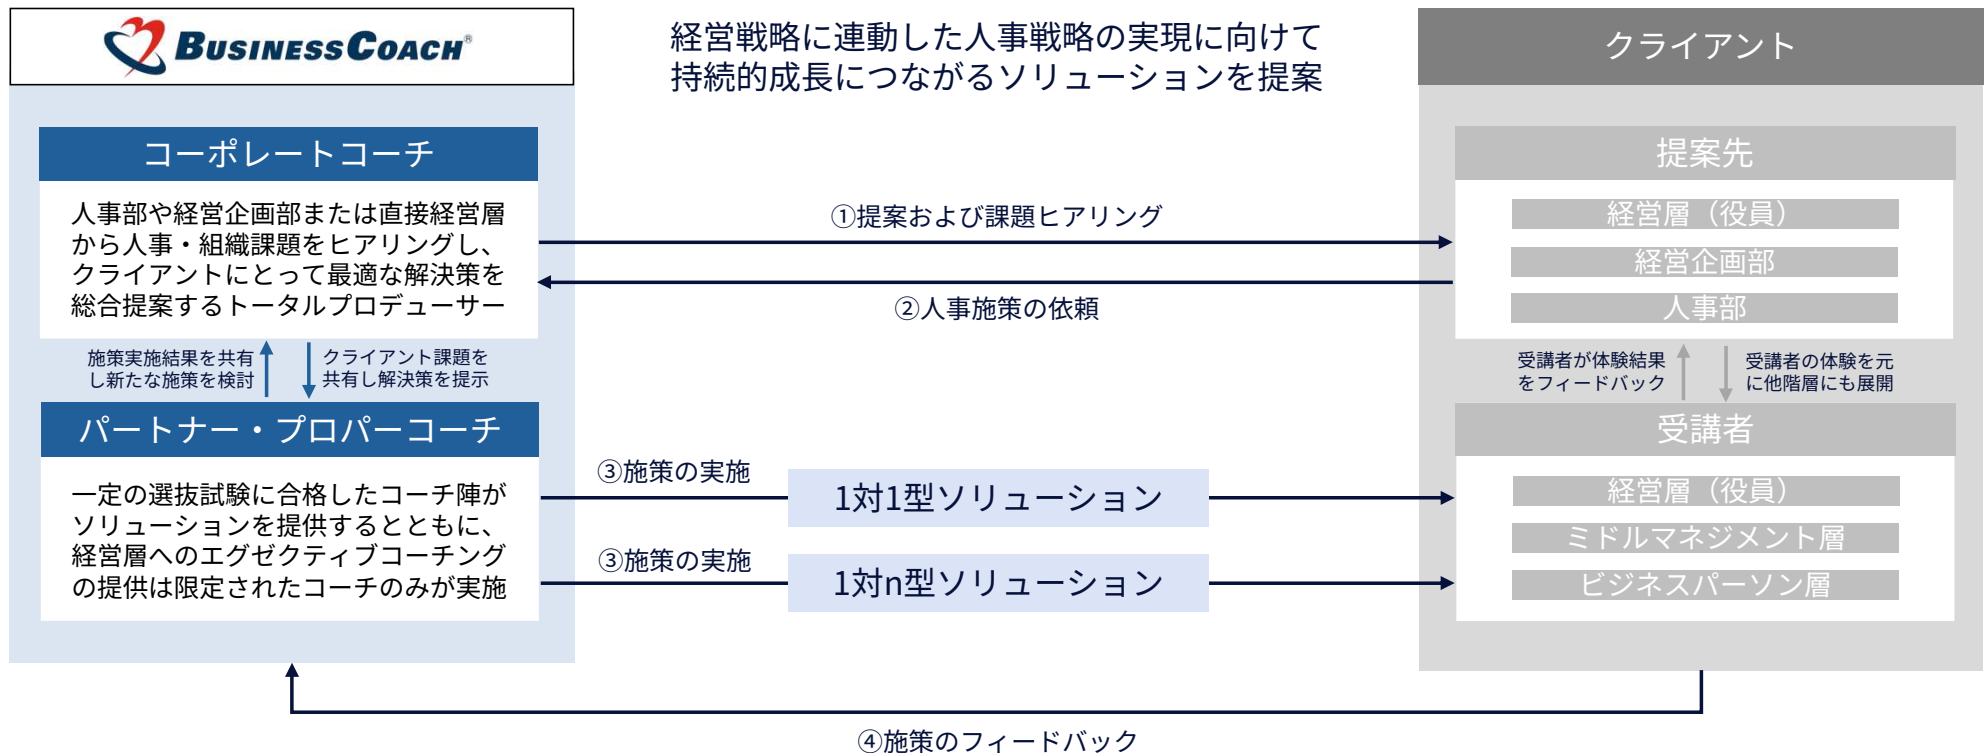 BUSINESSCOACH®
経営戦略に連動した人事戦略の実現に向けて
持続的成長につながるソリューションを提案
クライアント
コーポレートコーチ
人事部や経営企画部または直接経営層
から人事・組織課題をヒアリングし、
クライアントにとって最適な解決策を
総合提案するトータルプロデューサー
施策実施結果を共有
し新たな施策を検討
クライアント課題を
共有し解決策を提示
パートナー・プロパーコーチ
一定の選抜試験に合格したコーチ陣が
ソリューションを提供するとともに、
経営層へのエグゼクティブコーチング
の提供は限定されたコーチのみが実施
①提案および課題ヒアリング
②人事施策の依頼
③施策の実施
1対1型ソリューション
③施策の実施
1対n型ソリューション
提案先
経営層（役員）
経営企画部
人事部
受講者が体験結果
をフィードバック
受講者の体験を元
に他階層にも展開
受講者
経営層（役員）
ミドルマネジメント層
ビジネスパーソン層
④施策のフィードバック